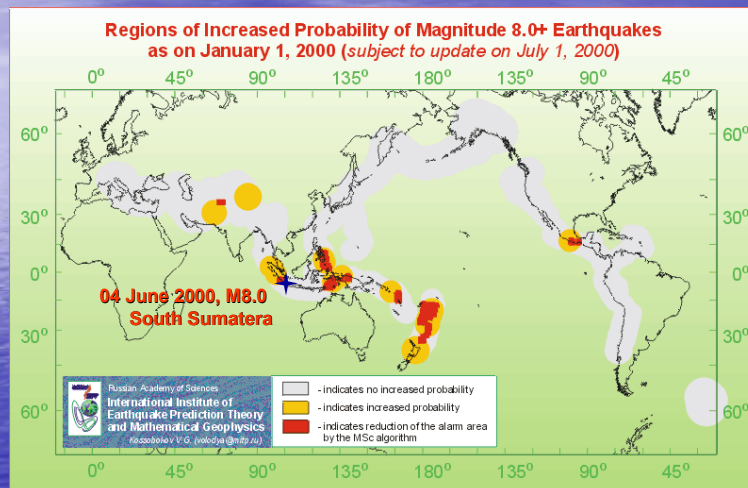 Regions of Increased Probability of Magnitude 8.0+ Earthquakes
as on January 1, 2000 (subject to update on July 1, 2000)
0° 45° 90° 135° 180° 90° 45°
60° 60°
30° 30°
0° 0°
04 June 2000, M8.0
South Sumatera
30° 30°
60° 60°
Russian Academy of Sciences
International Institute of
Earthquake Prediction Theory
and Mathematical Geophysics
Kossobokov V.G. (volodya@mitp.ru)
- indicates no increased probability
- indicates increased probability
- indicates reduction of the alarm area
by the MSc algorithm
0° 45° 90° 135° 180° 90° 45°